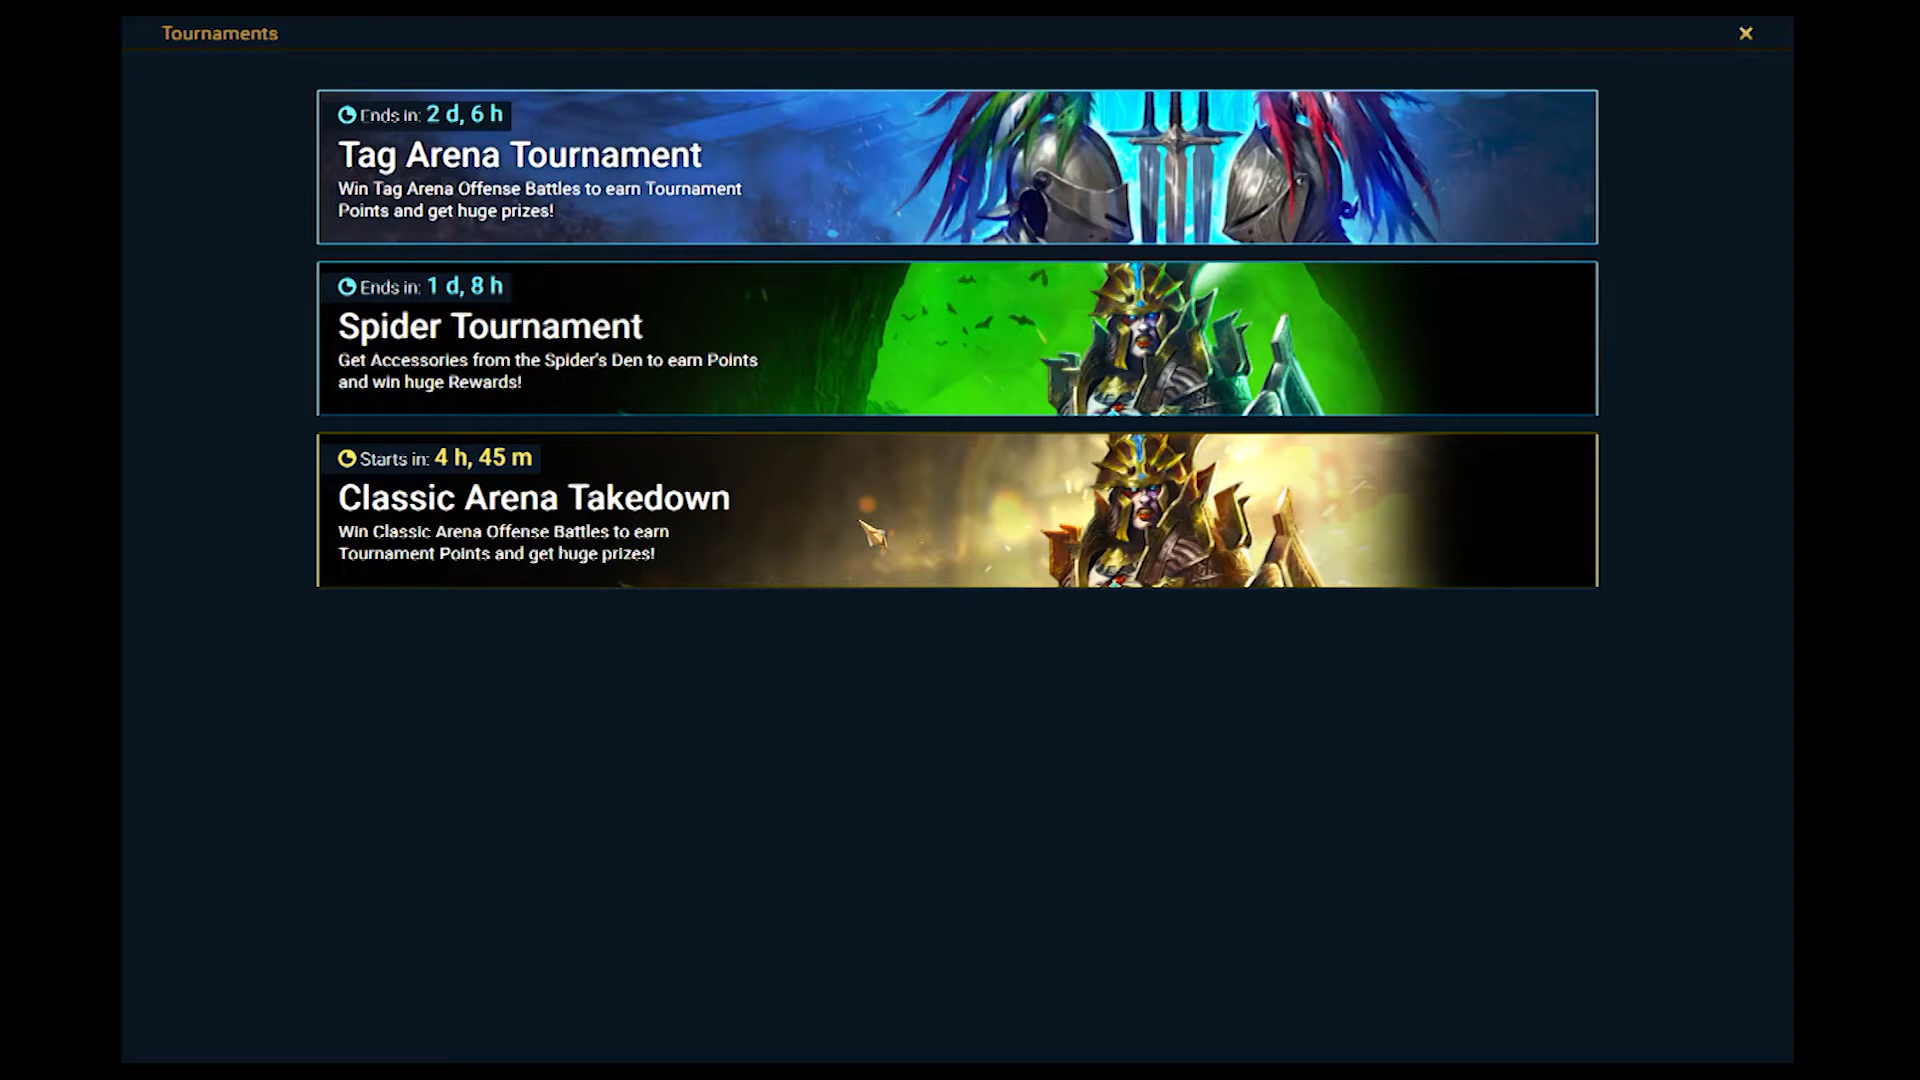 Tournaments
Ends in: 2 d, 6 h
Tag Arena Tournament
Win Tag Arena Offense Battles to earn Tournament
Points and get huge prizes!
Ends in: 1 d, 8 h
Spider Tournament
Get Accessories from the Spider's Den to earn Points
and win huge Rewards!
Starts in: 4 h, 45 m
Classic Arena Takedown
Win Classic Arena Offense Battles to earn
Tournament Points and get huge prizes!